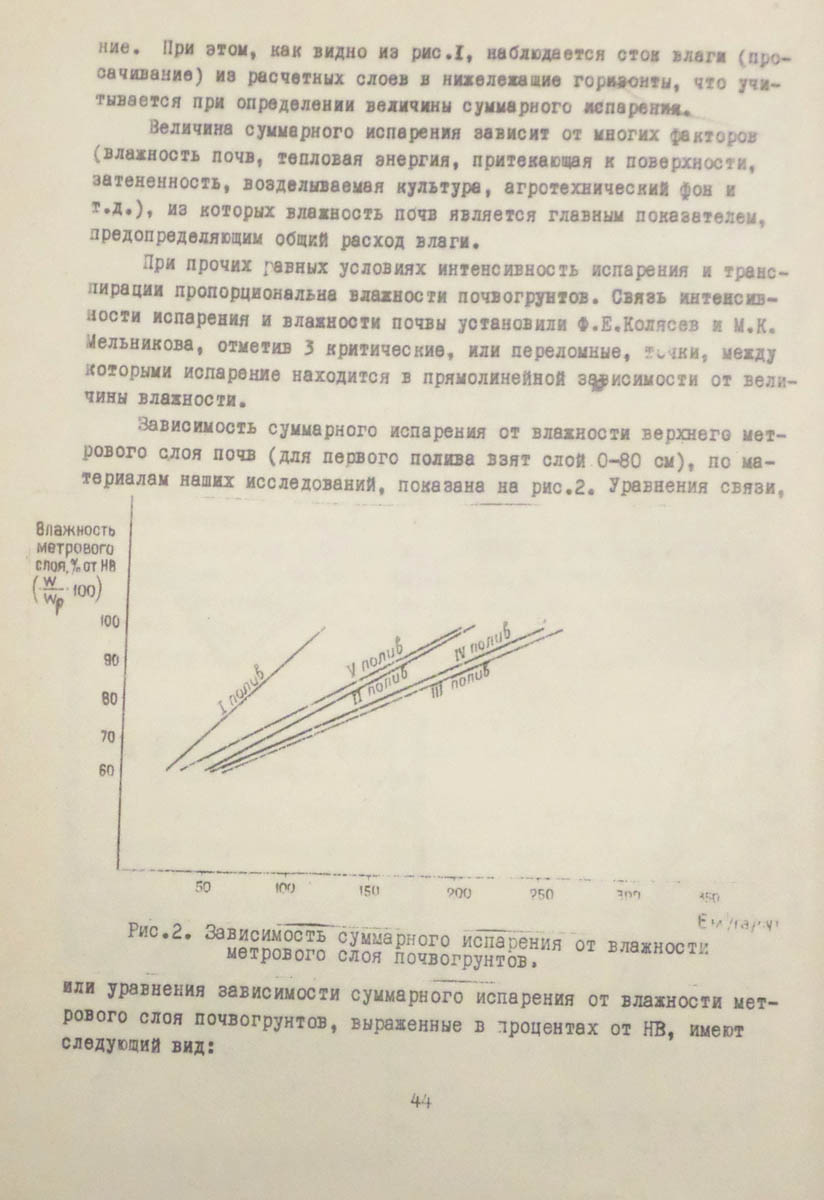 ние. При этом, как видно из рис.I, наблюдается сток влаги (про-
сачивание) из расчетных слоев в нижележащие горизонты, что учи-
тывается при определении величины суммарного испарения.
Величина суммарного испарения зависит от многих факторов
(влажность почв, тепловая энергия, притекающая к поверхности,
затененность, возделываемая культура, агротехнический фон и
т.д.), из которых влажность почв является главным показателем,
предопределяющим общий расход влаги.
При прочих равных условиях интенсивность испарения и транс-
пирации пропорциональна влажности почвогрунтов. Связь интенсив-
ности испарения и влажности почвы установили Ф.Е.Колясев и М.К.
Мельникова, отметив 3 критические, или переломные, точки, между
которыми испарение находится в прямолинейной зависимости от вели-
чины влажности.
Зависимость суммарного испарения от влажности верхнего мет-
рового слоя почв (для первого полива взят слой 0-80 см), по ма-
териалам наших исследований, показана на рис.2. Уравнения связи,
Влажность
метрового
слоя,% от НВ
(W/Wр · 100)
100
90
80
70
60
I полив
V полив
II полив
IV полив
III полив
50 100 150 200 250 300 350
Рис.2. Зависимость суммарного испарения от влажности
метрового слоя почвогрунтов.
или уравнения зависимости суммарного испарения от влажности мет-
рового слоя почвогрунтов, выраженные в процентах от НВ, имеют
следующий вид:
44